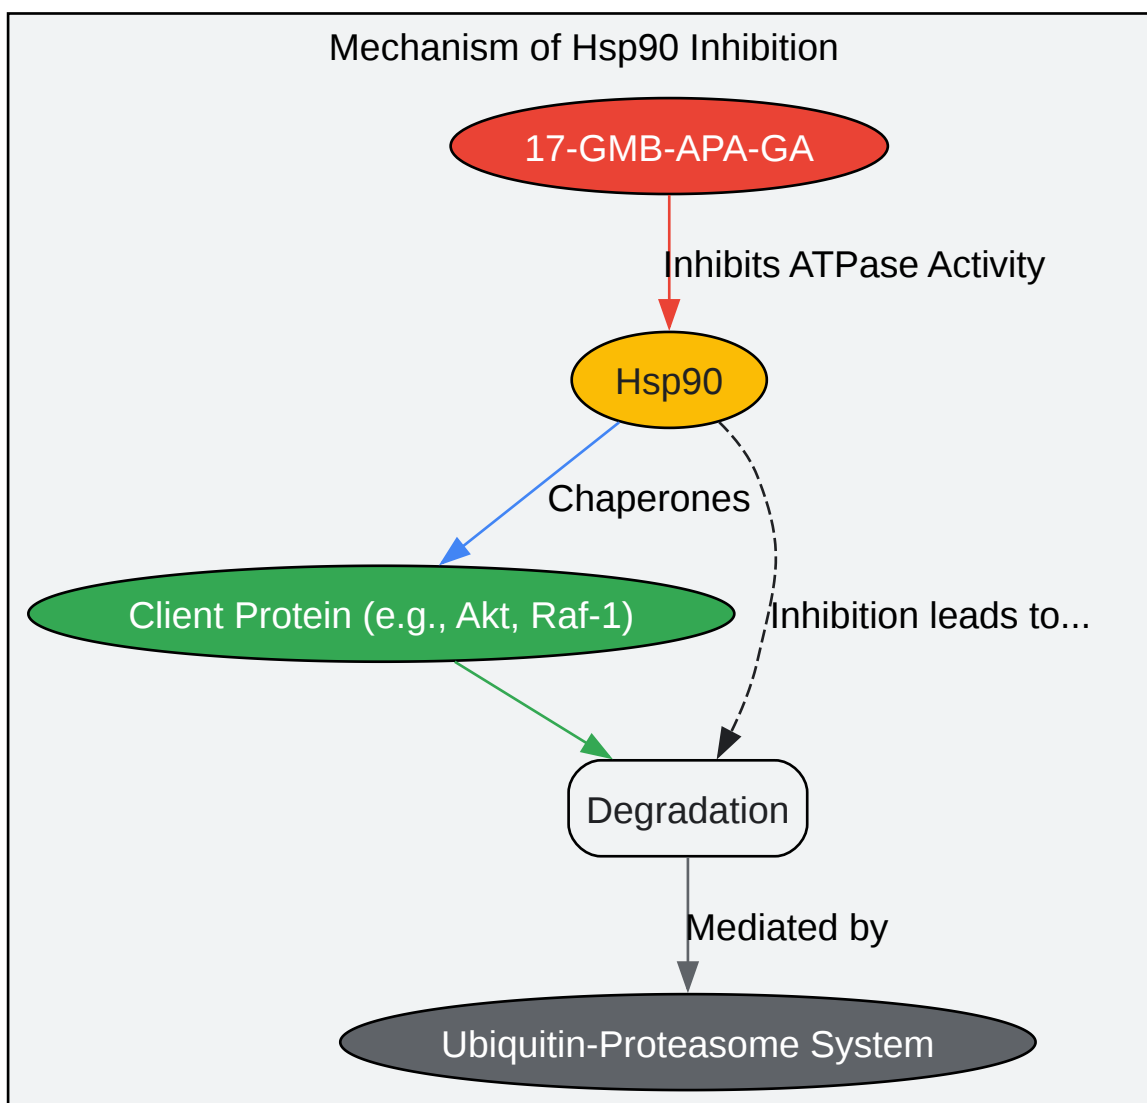 Mechanism of Hsp90 Inhibition
17-GMB-APA-GA
Inhibits ATPase Activity
Hsp90
Chaperones
Client Protein (e.g., Akt, Raf-1)
Inhibition leads to...
Degradation
Mediated by
Ubiquitin-Proteasome System